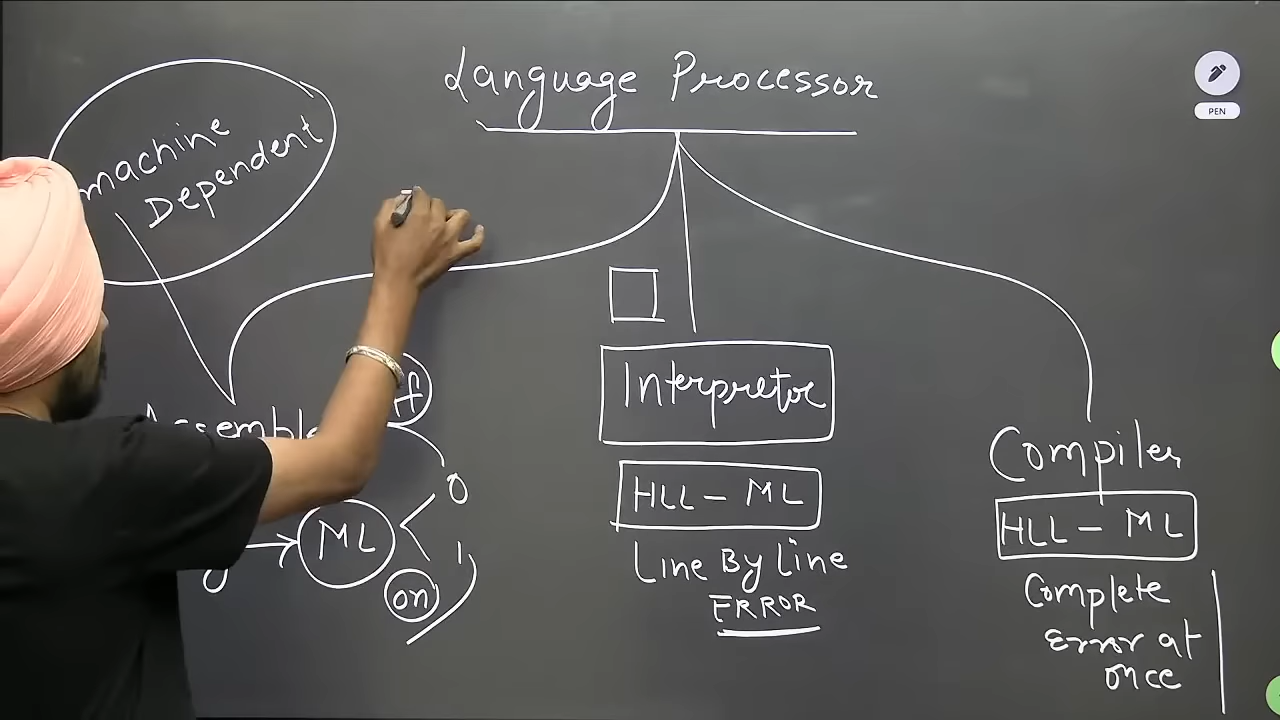 Language Processor
PEN
machine
Dependent
Interpretor
HLL - ML
Line By Line
ERROR
ML
0
1
on
Compiler
HLL - ML
Complete
Error at
once